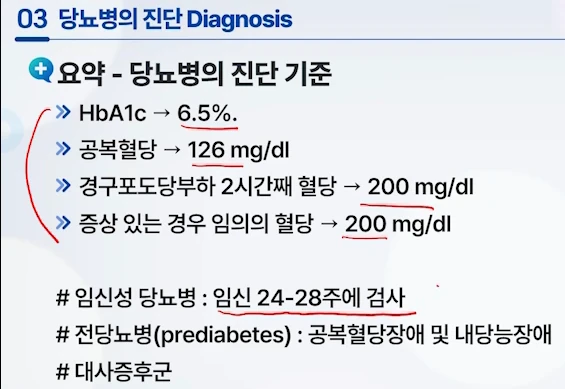 03 당뇨병의 진단 Diagnosis
요약 - 당뇨병의 진단 기준
HbA1c → 6.5%.
공복혈당 → 126 mg/dl
경구포도당부하 2시간째 혈당 → 200 mg/dl
증상 있는 경우 임의의 혈당 → 200 mg/dl
# 임신성 당뇨병 : 임신 24-28주에 검사
# 전당뇨병(prediabetes) : 공복혈당장애 및 내당능장애
# 대사증후군